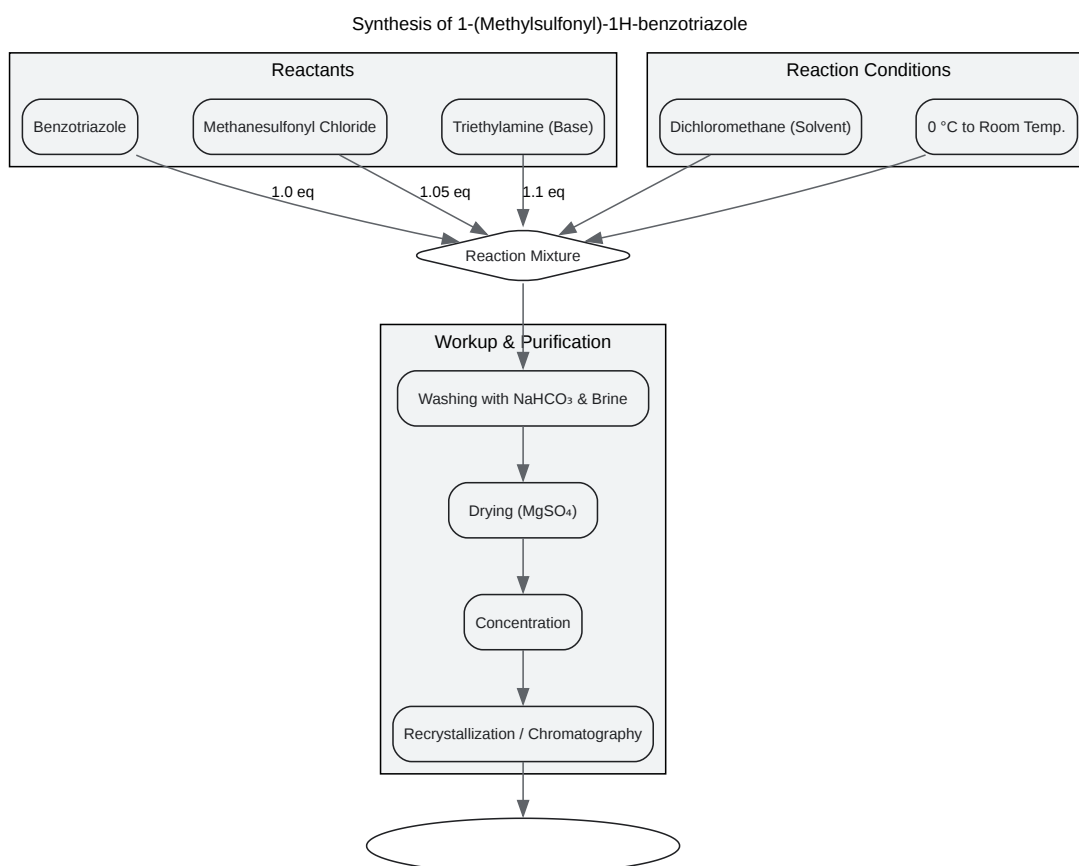 Synthesis of 1-(Methylsulfonyl)-1H-benzotriazole
Reactants
Reaction Conditions
Benzotriazole
Methanesulfonyl Chloride
Triethylamine (Base)
Dichloromethane (Solvent)
0 °C to Room Temp.
1.0 eq
1.05 eq
1.1 eq
Reaction Mixture
Workup & Purification
Washing with NaHCO₃ & Brine
Drying (MgSO₄)
Concentration
Recrystallization / Chromatography